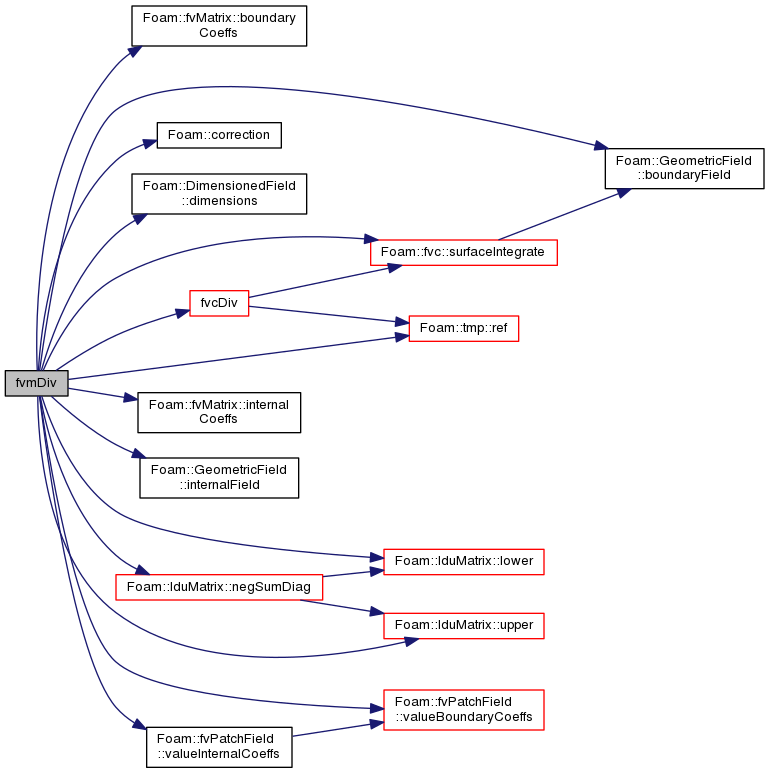 Foam::fvMatrix::boundary
Coeffs
Foam::correction
Foam::GeometricField
::boundaryField
Foam::DimensionedField
::dimensions
Foam::fvc::surfaceIntegrate
fvcDiv
Foam::tmp::ref
fvmDiv
Foam::fvMatrix::internal
Coeffs
Foam::GeometricField
::internalField
Foam::lduMatrix::lower
Foam::lduMatrix::negSumDiag
Foam::lduMatrix::upper
Foam::fvPatchField
::valueBoundaryCoeffs
Foam::fvPatchField
::valueInternalCoeffs